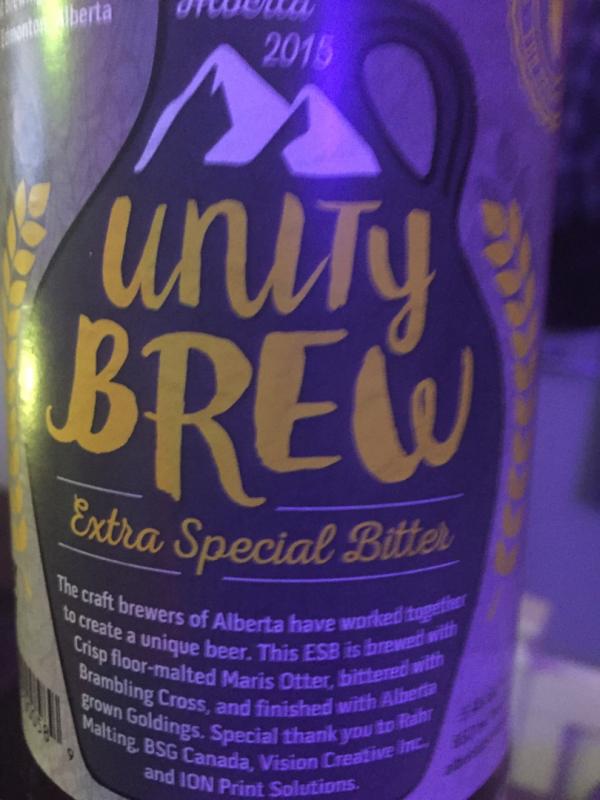 Edmonton, Alberta
Alberta
2015
UNITY
BREW
Extra Special Bitter
The craft brewers of Alberta have worked together
to create a unique beer. This ESB is brewed with
Crisp floor-malted Maris Otter, bittered with
Brambling Cross, and finished with Alberta
grown Goldings. Special thank you to Rahr
Malting, BSG Canada, Vision Creative Inc.,
and ION Print Solutions.
9